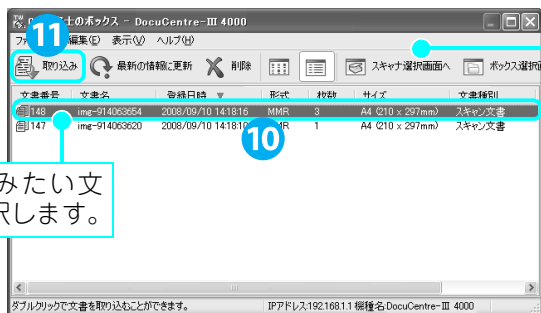 士のボックス - DocuCentre-III 4000
編集(E) 表示(V) ヘルプ(H)
11
取り込み 最新の情報に更新 削除 スキャナ選択画面へ ボックス選択
文書番号 文書名 登録日時 形式 枚数 サイズ 文書種別
148 img-914063654 2008/09/10 14:18:16 MMR 3 A4 (210 x 297mm) スキャン文書
147 img-914063620 2008/09/10 14:18:10 MMR 1 A4 (210 x 297mm) スキャン文書
10
みたい文
択します。
ダブルクリックで文書を取り込むことができます。 IPアドレス:192.168.1.1 機種名:DocuCentre-III 4000